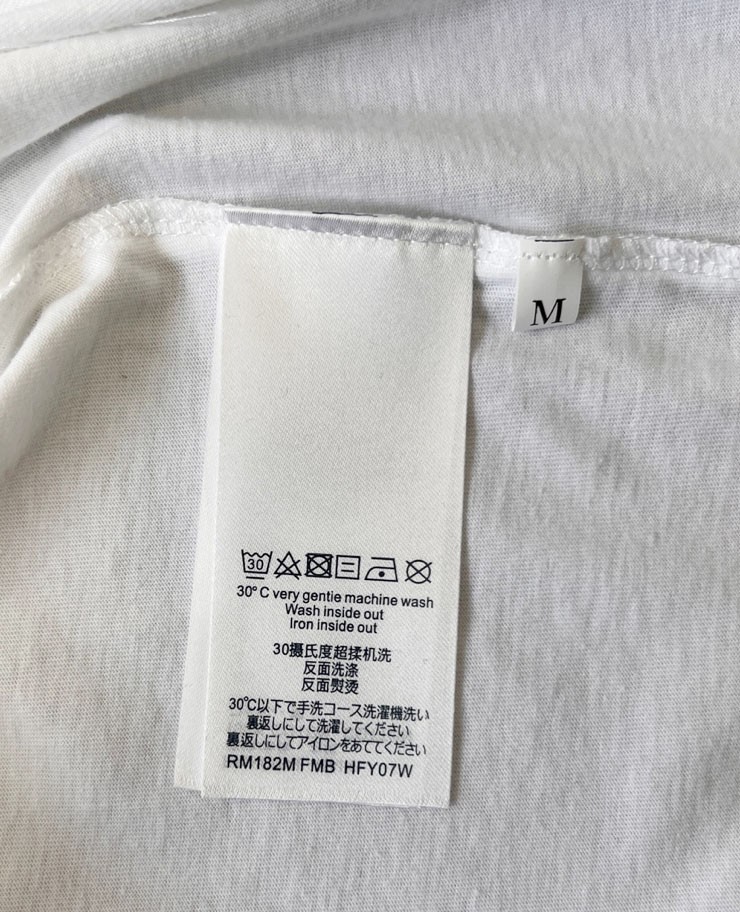 M
30
30°C very gentie machine wash
Wash inside out
Iron inside out
30摄氏度超揉机洗
反面洗涤
反面熨烫
30℃以下で手洗コース洗濯機洗い
裏返しにして洗濯してください
裏返しにしてアイロンをあててください
RM182M FMB HFY07W